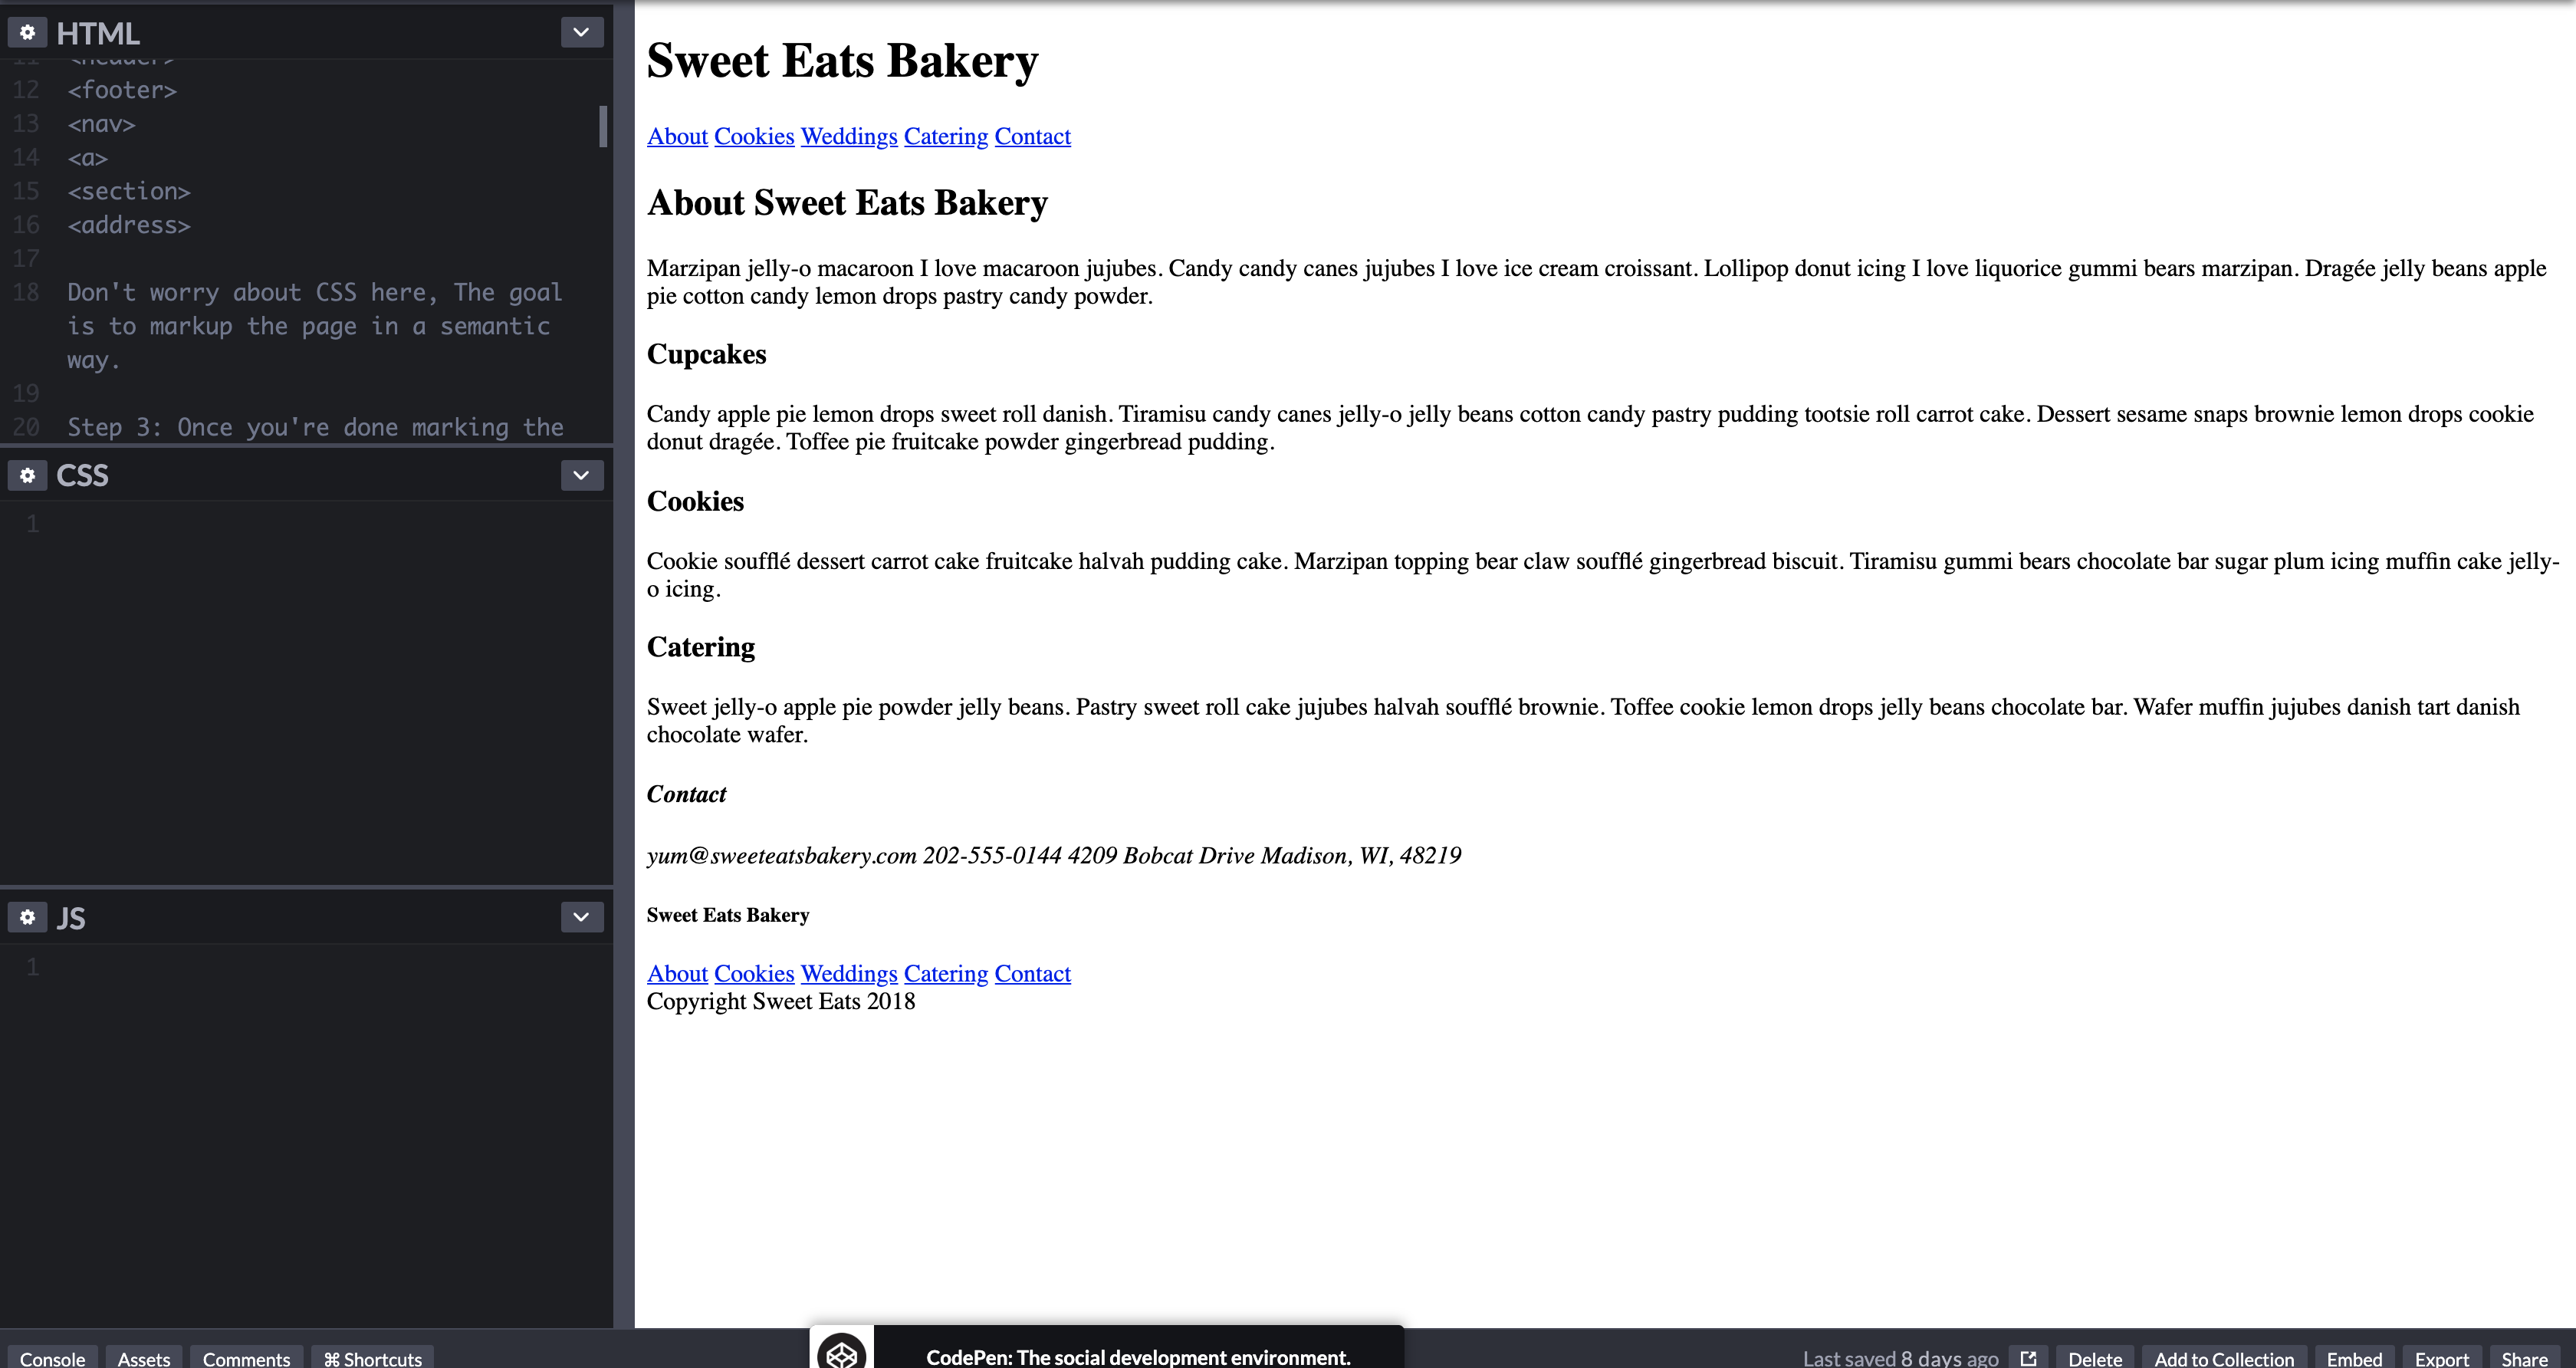 HTML
11 <header>
12 <footer>
13 <nav>
14 <a>
15 <section>
16 <address>
17
18 Don't worry about CSS here, The goal
is to markup the page in a semantic
way.
19
20 Step 3: Once you're done marking the
CSS
1
JS
1
Sweet Eats Bakery
About Cookies Weddings Catering Contact
About Sweet Eats Bakery
Marzipan jelly-o macaroon I love macaroon jujubes. Candy candy canes jujubes I love ice cream croissant. Lollipop donut icing I love liquorice gummi bears marzipan. Dragée jelly beans apple
pie cotton candy lemon drops pastry candy powder.
Cupcakes
Candy apple pie lemon drops sweet roll danish. Tiramisu candy canes jelly-o jelly beans cotton candy pastry pudding tootsie roll carrot cake. Dessert sesame snaps brownie lemon drops cookie
donut dragée. Toffee pie fruitcake powder gingerbread pudding.
Cookies
Cookie soufflé dessert carrot cake fruitcake halvah pudding cake. Marzipan topping bear claw soufflé gingerbread biscuit. Tiramisu gummi bears chocolate bar sugar plum icing muffin cake jelly-
o icing.
Catering
Sweet jelly-o apple pie powder jelly beans. Pastry sweet roll cake jujubes halvah soufflé brownie. Toffee cookie lemon drops jelly beans chocolate bar. Wafer muffin jujubes danish tart danish
chocolate wafer.
Contact
yum@sweeteatsbakery.com 202-555-0144 4209 Bobcat Drive Madison, WI, 48219
Sweet Eats Bakery
About Cookies Weddings Catering Contact
Copyright Sweet Eats 2018
Console Assets Comments ⌘ Shortcuts
CodePen: The social development environment.
Last saved 8 days ago Delete Add to Collection Embed Export Share